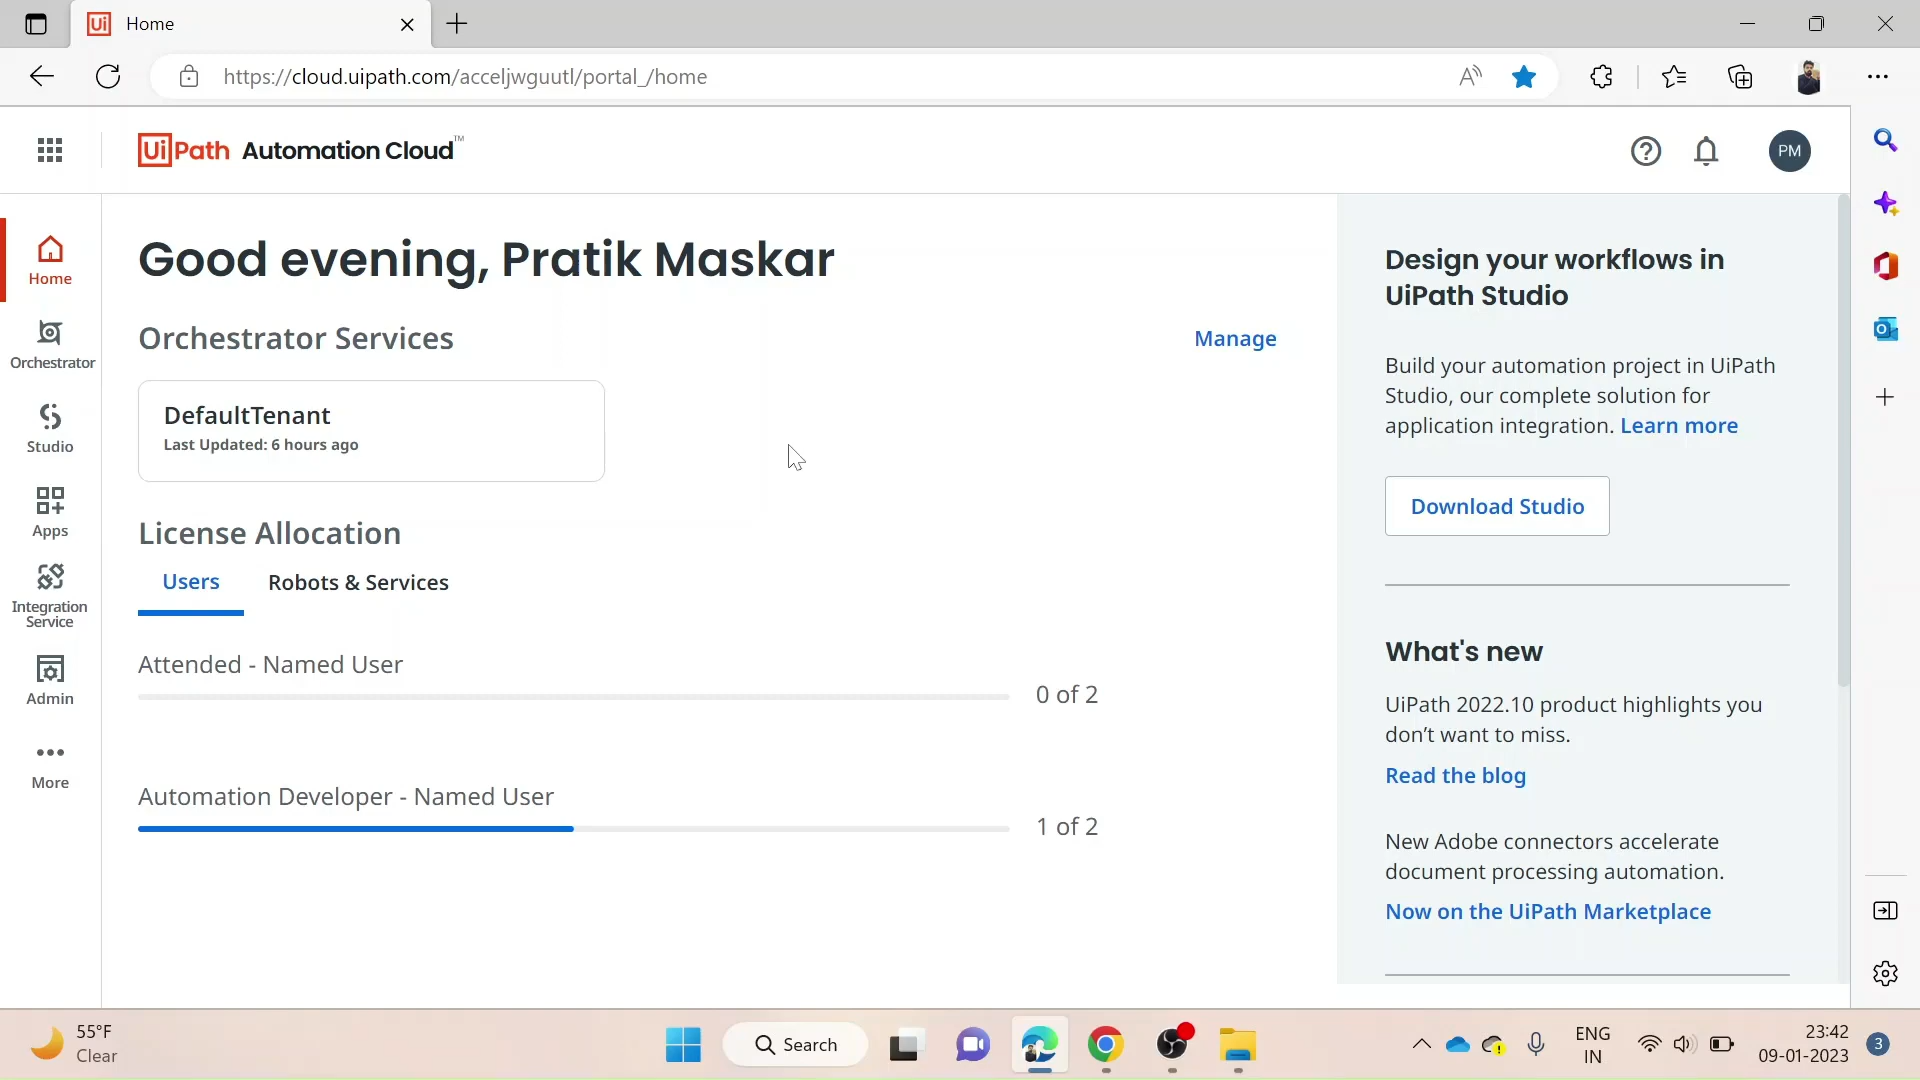 Home
https://cloud.uipath.com/acceljwguutl/portal_/home
UiPath Automation Cloud™
PM
Home
Orchestrator
Studio
Apps
Integration
Service
Admin
More
Good evening, Pratik Maskar
Orchestrator Services
Manage
DefaultTenant
Last Updated: 6 hours ago
License Allocation
Users
Robots & Services
Attended - Named User
0 of 2
Automation Developer - Named User
1 of 2
Design your workflows in
UiPath Studio
Build your automation project in UiPath
Studio, our complete solution for
application integration. Learn more
Download Studio
What's new
UiPath 2022.10 product highlights you
don’t want to miss.
Read the blog
New Adobe connectors accelerate
document processing automation.
Now on the UiPath Marketplace
55°F
Clear
Search
ENG
IN
23:42
09-01-2023
3